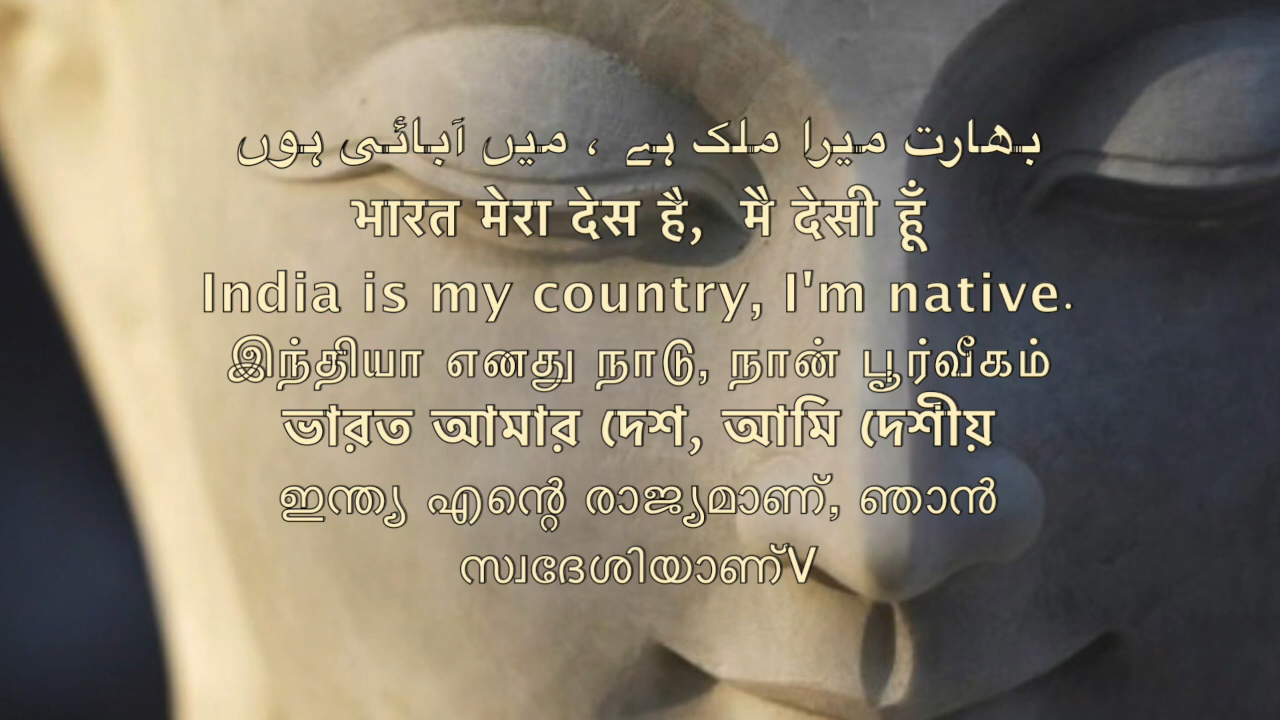 بھارت میرا ملک ہے ، میں آبائی ہوں
भारत मेरा देस है, मै देसी हूँ
India is my country, I'm native.
இந்தியா எனது நாடு, நான் பூர்வீகம்
ভারত আমার দেশ, আমি দেশীয়
ഇന്ത്യ എന്റെ രാജ്യമാണ്, ഞാൻ
സ്വദേശിയാണ്V